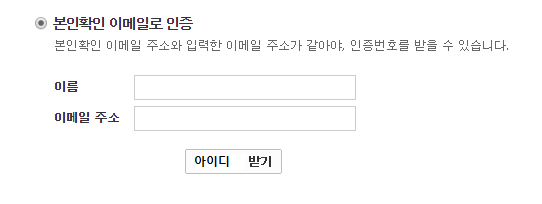 본인확인 이메일로 인증
본인확인 이메일 주소와 입력한 이메일 주소가 같아야, 인증번호를 받을 수 있습니다.
이름
이메일 주소
아이디 받기